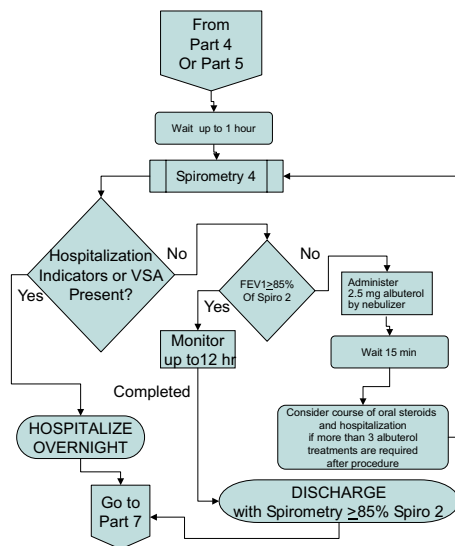 From
Part 4
Or Part 5
Wait up to 1 hour
Spirometry 4
Hospitalization
Indicators or VSA
Present?
No
Yes
FEV1≥85%
Of Spiro 2
No
Yes
Administer
2.5 mg albuterol
by nebulizer
Monitor
up to12 hr
Wait 15 min
Completed
Consider course of oral steroids
and hospitalization
if more than 3 albuterol
treatments are required
after procedure
HOSPITALIZE
OVERNIGHT
DISCHARGE
with Spirometry ≥85% Spiro 2
Go to
Part 7